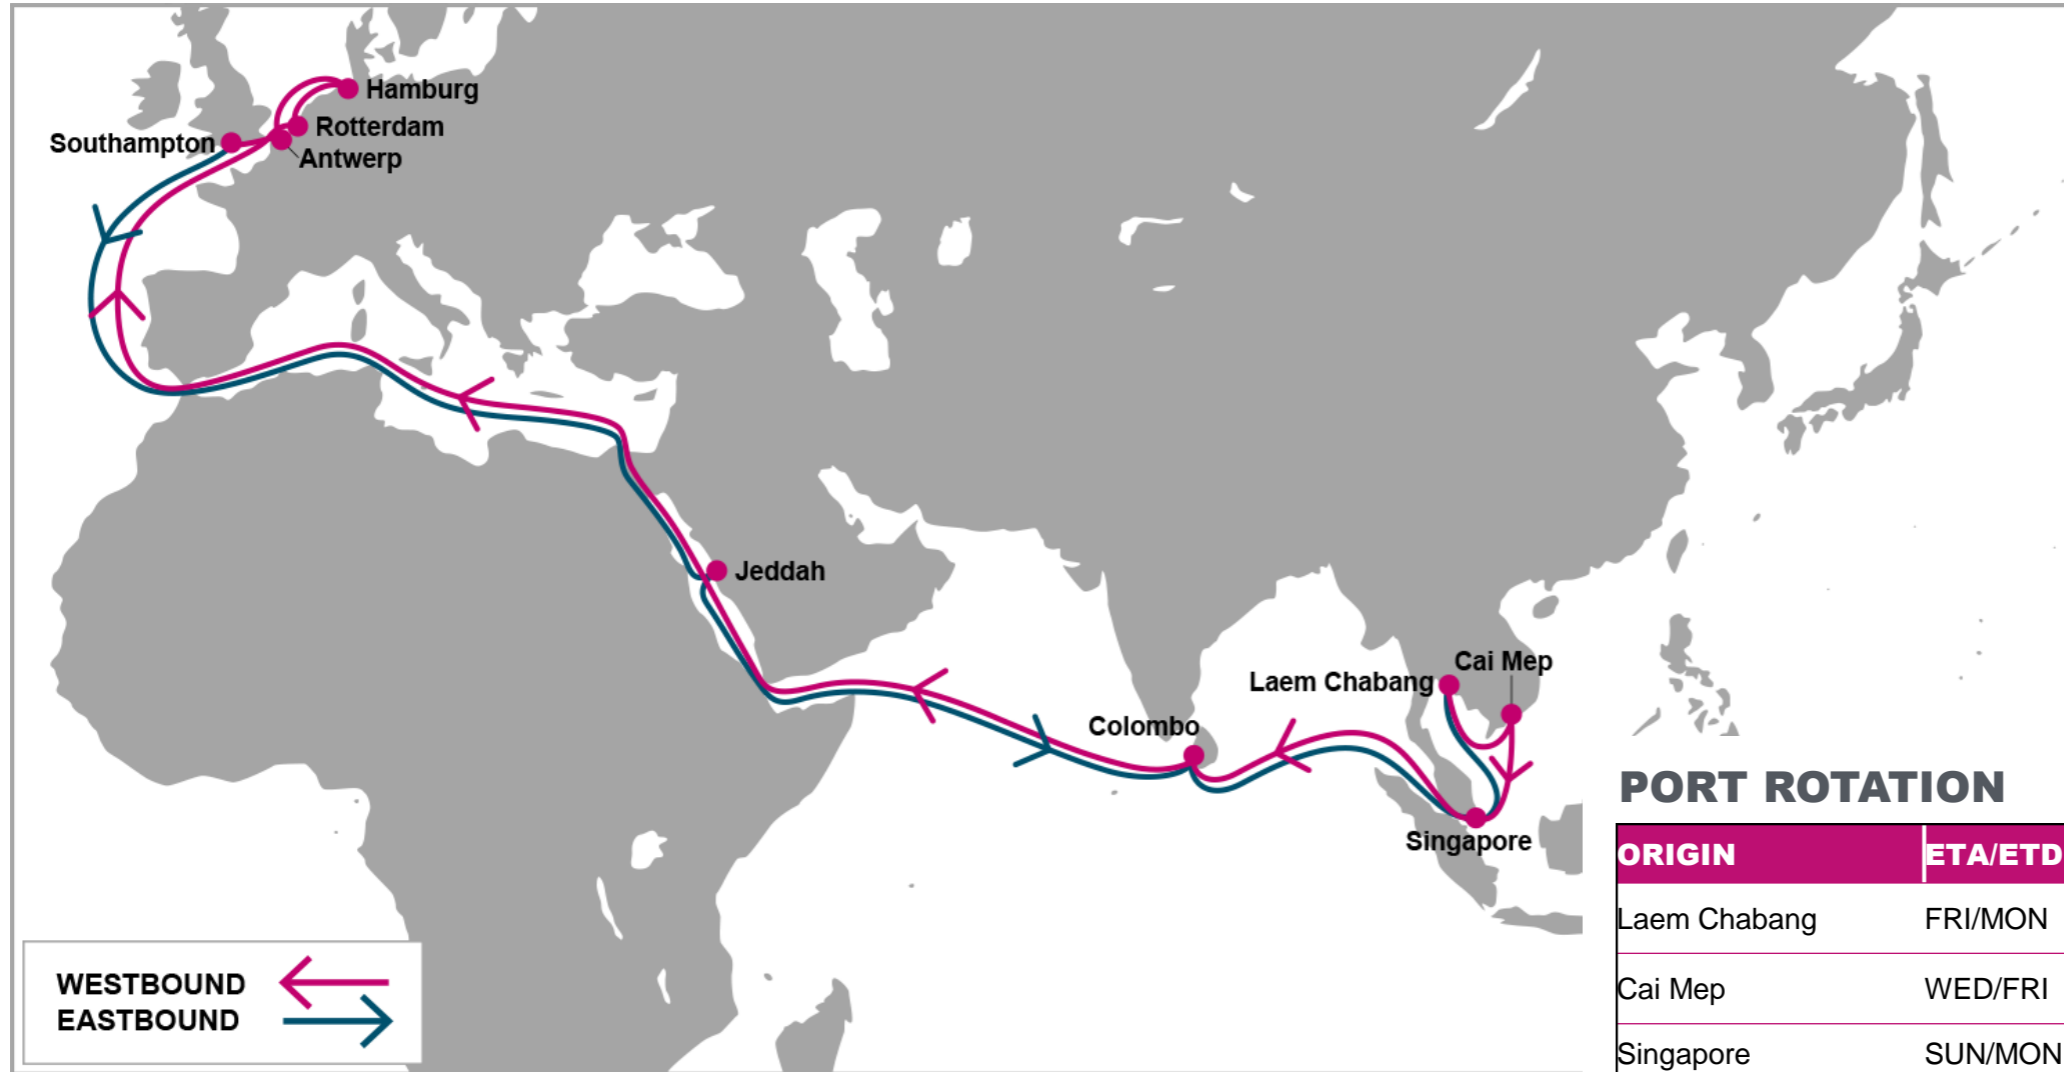 Hamburg
Rotterdam
Southampton
Antwerp
Jeddah
Cai Mep
Laem Chabang
Colombo
Singapore
WESTBOUND
EASTBOUND
PORT ROTATION
ORIGIN ETA/ETD
Laem Chabang FRI/MON
Cai Mep WED/FRI
Singapore SUN/MON